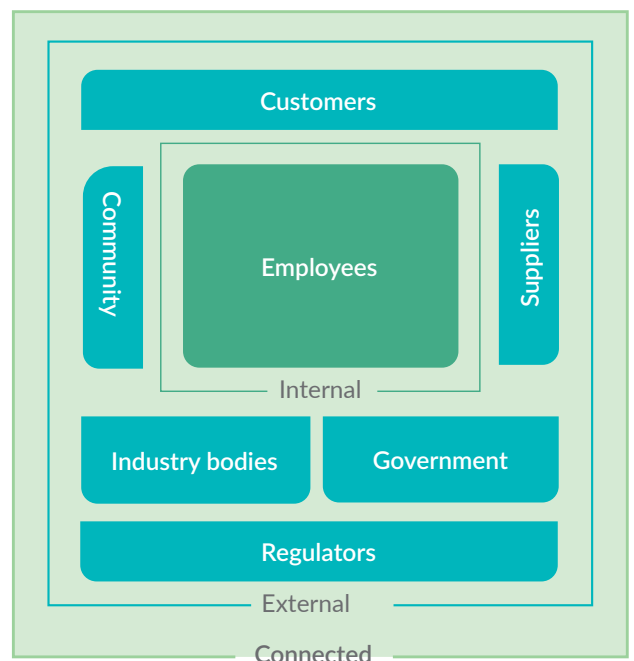 Customers
Community
Suppliers
Employees
Internal
Industry bodies
Government
Regulators
External
Connected